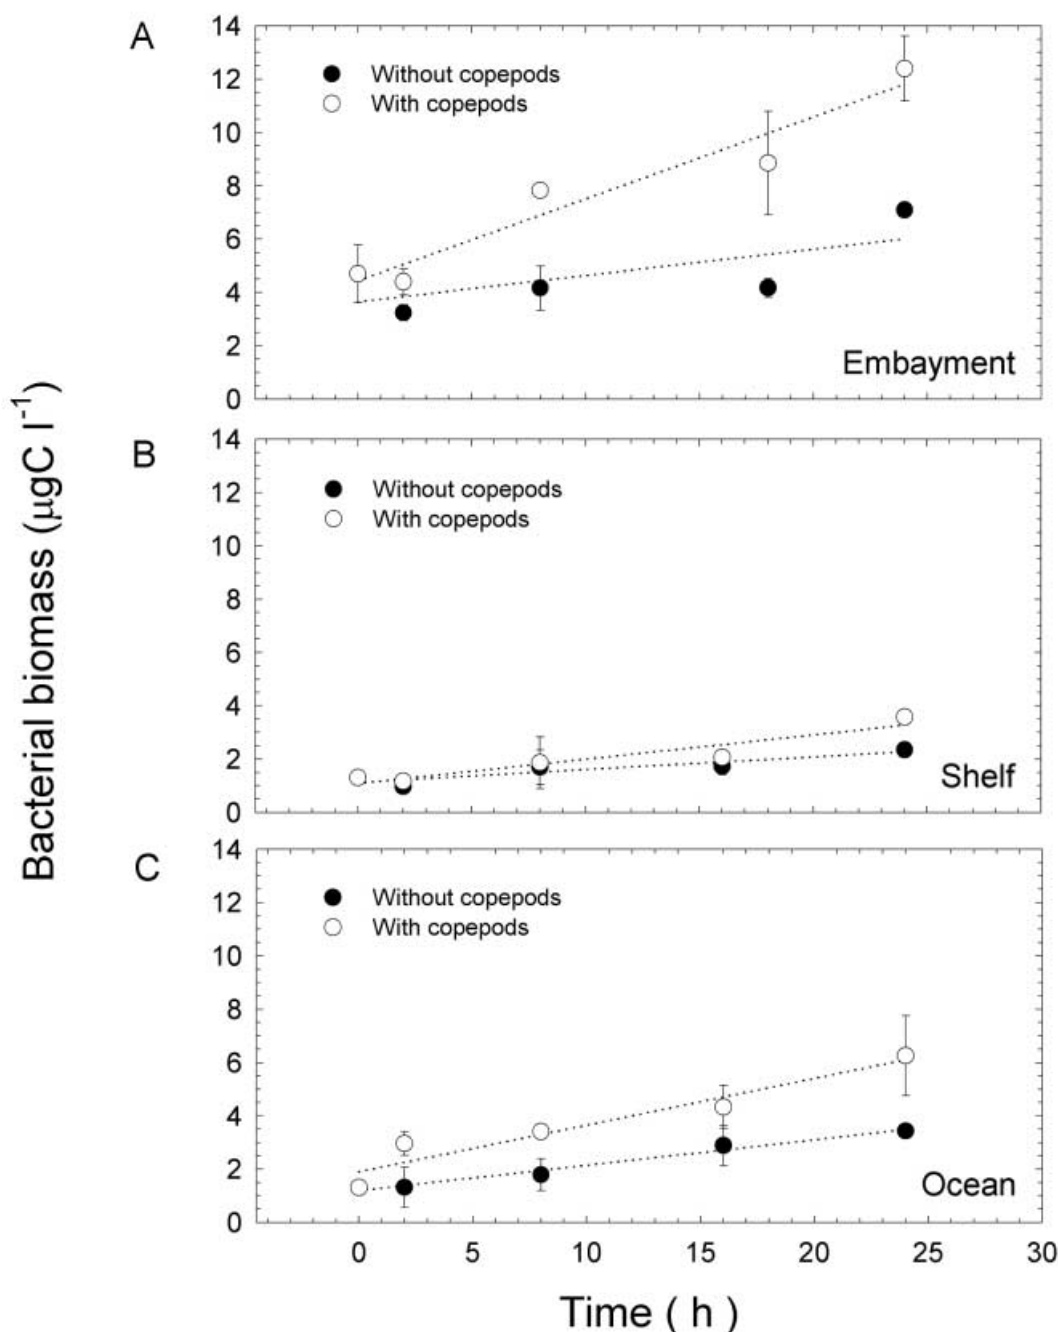 A
14
12
10
8
6
4
2
0
Without copepods
With copepods
Embayment
Bacterial biomass (µgC l⁻¹)
B
14
12
10
8
6
4
2
0
Without copepods
With copepods
Shelf
C
14
12
10
8
6
4
2
0
Without copepods
With copepods
Ocean
0 5 10 15 20 25 30
Time ( h )